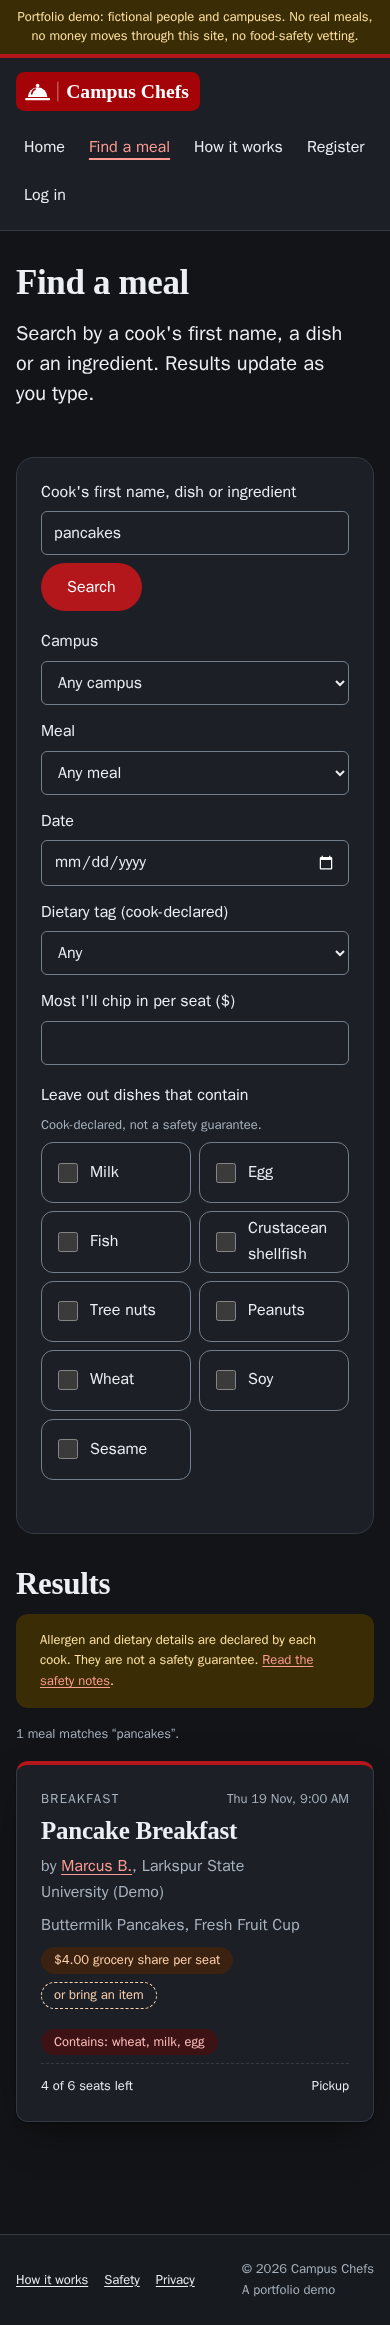 Portfolio demo: fictional people and campuses. No real meals,
no money moves through this site, no food-safety vetting.
Campus Chefs
Home Find a meal How it works Register
Log in
Find a meal
Search by a cook's first name, a dish
or an ingredient. Results update as
you type.
Cook's first name, dish or ingredient
pancakes
Search
Campus
Any campus
Meal
Any meal
Date
mm/dd/yyyy
Dietary tag (cook-declared)
Any
Most I'll chip in per seat ($)
Leave out dishes that contain
Cook-declared, not a safety guarantee.
Milk Egg
Fish Crustacean
shellfish
Tree nuts Peanuts
Wheat Soy
Sesame
Results
Allergen and dietary details are declared by each
cook. They are not a safety guarantee. Read the
safety notes.
1 meal matches “pancakes”.
BREAKFAST Thu 19 Nov, 9:00 AM
Pancake Breakfast
by Marcus B., Larkspur State
University (Demo)
Buttermilk Pancakes, Fresh Fruit Cup
$4.00 grocery share per seat
or bring an item
Contains: wheat, milk, egg
4 of 6 seats left Pickup
How it works Safety Privacy © 2026 Campus Chefs
A portfolio demo